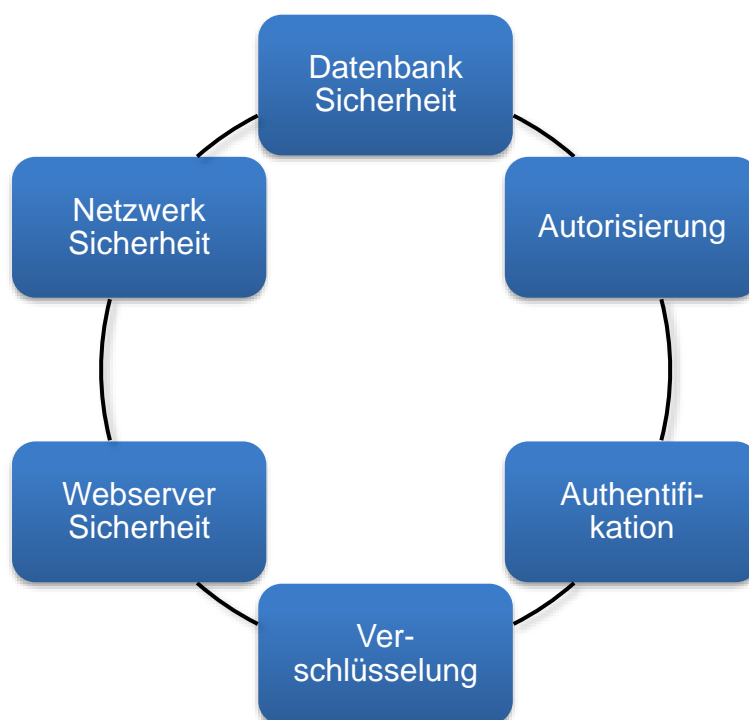 Datenbank
Sicherheit
Autorisierung
Authentifi-
kation
Ver-
schlüsselung
Webserver
Sicherheit
Netzwerk
Sicherheit